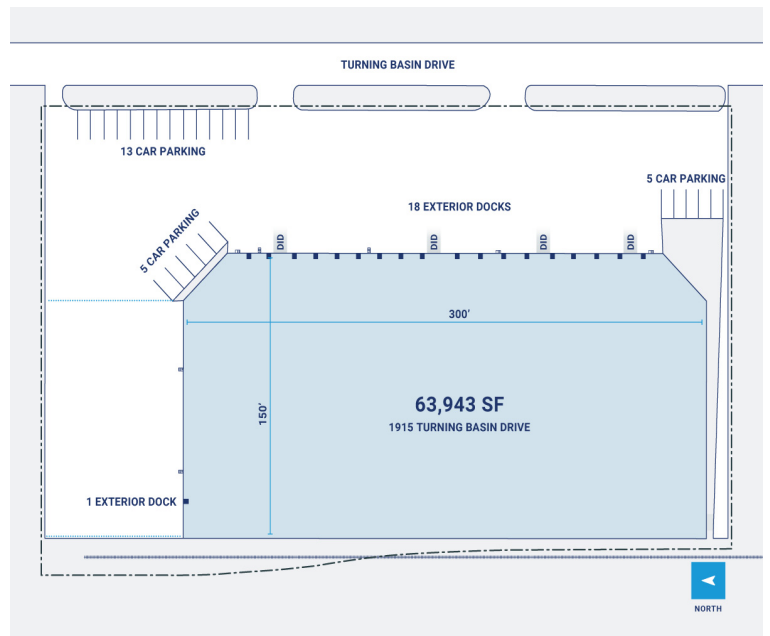 TURNING BASIN DRIVE
13 CAR PARKING
5 CAR PARKING
18 EXTERIOR DOCKS
5 CAR PARKING
DID
DID
DID
DID
300'
150'
63,943 SF
1915 TURNING BASIN DRIVE
1 EXTERIOR DOCK
NORTH